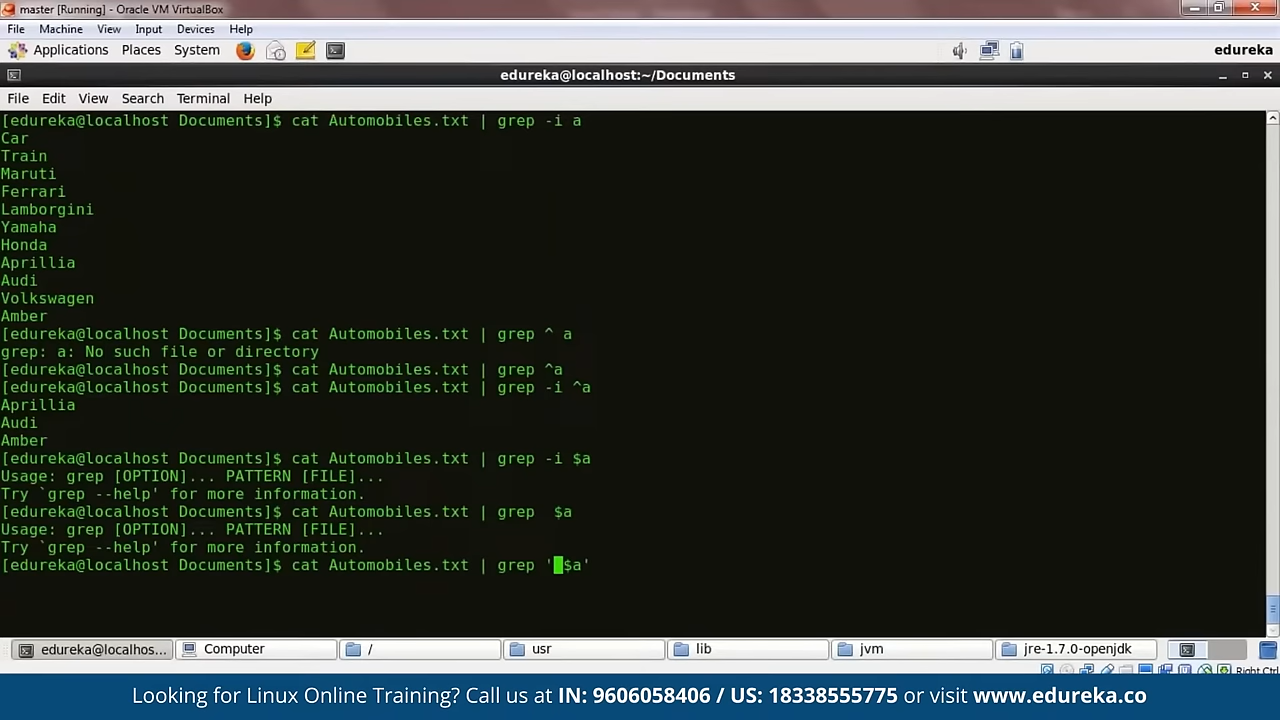 master [Running] - Oracle VM VirtualBox
File Machine View Input Devices Help
Applications Places System edureka
edureka@localhost:~/Documents
File Edit View Search Terminal Help
[edureka@localhost Documents]$ cat Automobiles.txt | grep -i a
Car
Train
Maruti
Ferrari
Lamborgini
Yamaha
Honda
Aprillia
Audi
Volkswagen
Amber
[edureka@localhost Documents]$ cat Automobiles.txt | grep ^ a
grep: a: No such file or directory
[edureka@localhost Documents]$ cat Automobiles.txt | grep ^a
[edureka@localhost Documents]$ cat Automobiles.txt | grep -i ^a
Aprillia
Audi
Amber
[edureka@localhost Documents]$ cat Automobiles.txt | grep -i $a
Usage: grep [OPTION]... PATTERN [FILE]...
Try `grep --help' for more information.
[edureka@localhost Documents]$ cat Automobiles.txt | grep  $a
Usage: grep [OPTION]... PATTERN [FILE]...
Try `grep --help' for more information.
[edureka@localhost Documents]$ cat Automobiles.txt | grep ' $a'
edureka@localhos... Computer / usr lib jvm jre-1.7.0-openjdk
Right Ctrl
Looking for Linux Online Training? Call us at IN: 9606058406 / US: 18338555775 or visit www.edureka.co